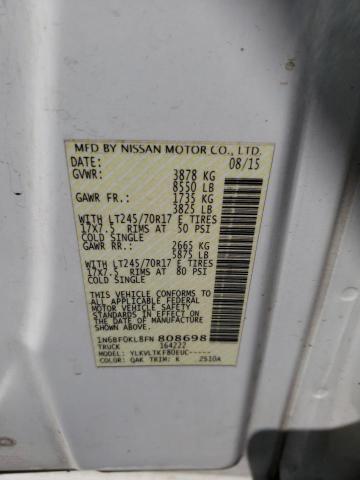 MFD BY NISSAN MOTOR CO., LTD.
DATE: 08/15
GVWR: 3878 KG
8550 LB
GAWR FR.: 1735 KG
3825 LB
WITH LT245/70R17 E TIRES
17X7.5 RIMS AT 50 PSI
COLD SINGLE
GAWR RR.: 2665 KG
5875 LB
WITH LT245/70R17 E TIRES
17X7.5 RIMS AT 80 PSI
COLD SINGLE
THIS VEHICLE CONFORMS TO ALL
APPLICABLE FEDERAL MOTOR VEHICLE
SAFETY STANDARDS IN EFFECT ON
THE DATE OF MANUFACTURE SHOWN
ABOVE.
1N6BF0KL8FN 808698
TRUCK 164222
MODEL: YLKVLTKF80EUC-----
COLOR: QAK TRIM: K 2510A